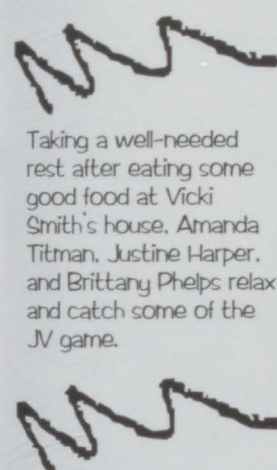 Taking a well-needed
rest after eating some
good food at Vicki
Smith's house, Amanda
Titman, Justine Harper,
and Brittany Phelps relax
and catch some of the
JV game.